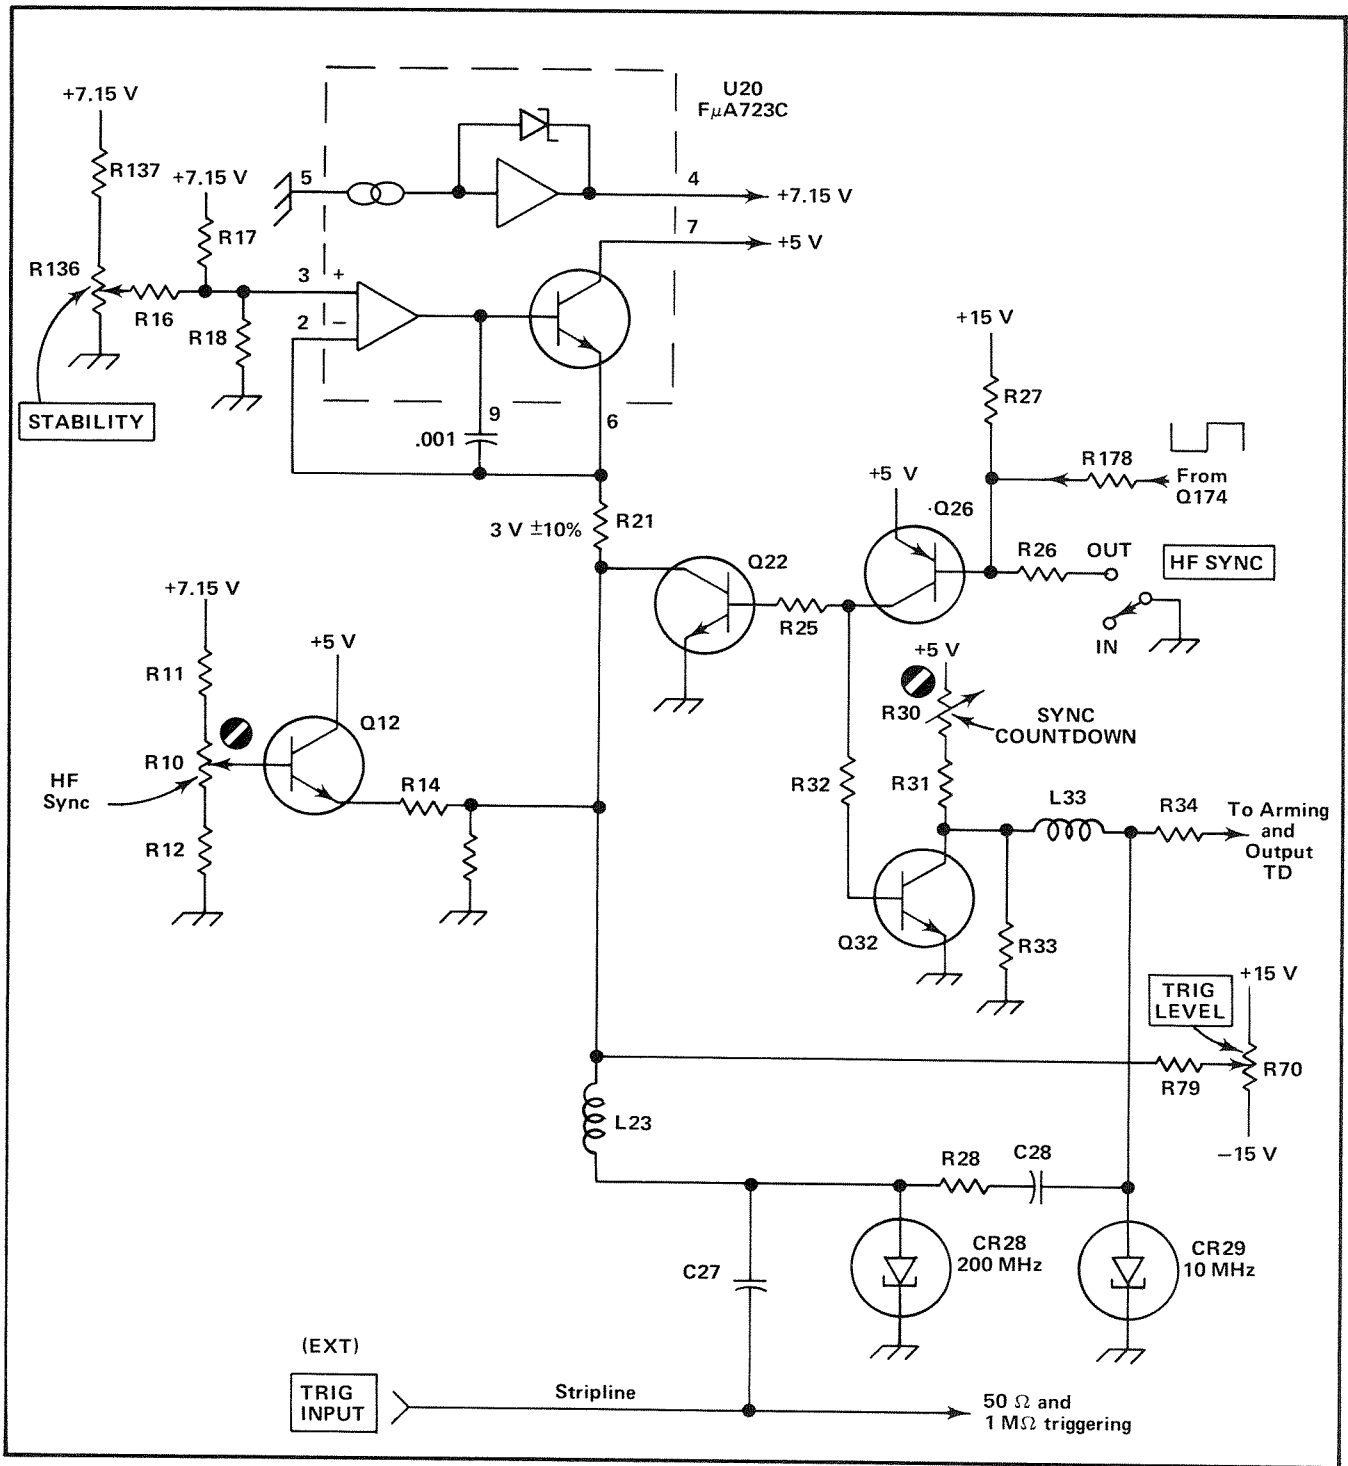 U20
FμA723C
+7.15 V
R137
+7.15 V
5
4
+7.15 V
7
+5 V
R17
R136
3
+
R16
R18
2
−
STABILITY
9
.001
6
+15 V
R27
R178
From
Q174
+5 V
Q26
R21
3 V ±10%
R26
OUT
HF SYNC
IN
Q22
R25
+7.15 V
R11
+5 V
Q12
R10
HF
Sync
R14
R12
+5 V
R30
SYNC
COUNTDOWN
R32
R31
L33
R34
To Arming
and
Output
TD
Q32
R33
TRIG
LEVEL
+15 V
R70
R79
−15 V
L23
R28
C28
C27
CR28
200 MHz
CR29
10 MHz
(EXT)
TRIG
INPUT
Stripline
50 Ω and
1 MΩ triggering